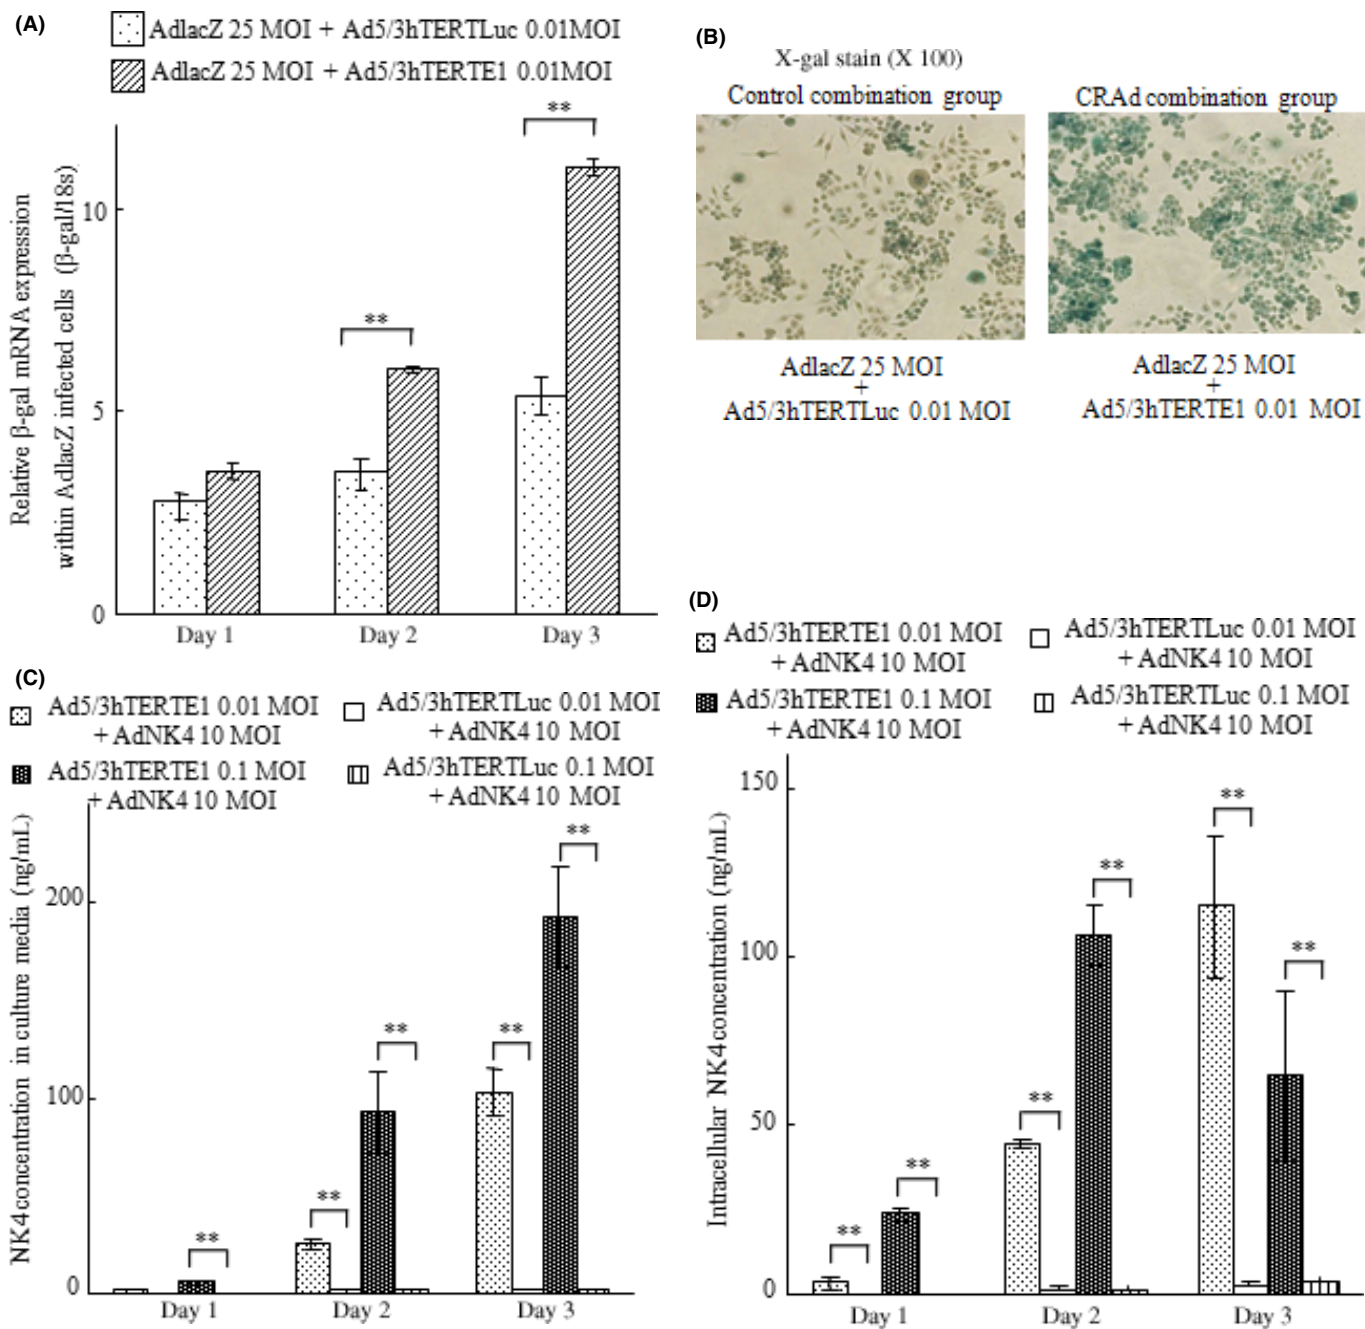 (A)
AdlacZ 25 MOI + Ad5/3hTERTLuc 0.01MOI
AdlacZ 25 MOI + Ad5/3hTERTE1 0.01MOI
Relative β-gal mRNA expression
within AdlacZ infected cells (β-gal/18s)
10
5
0
**
**
Day 1
Day 2
Day 3
(B)
X-gal stain (X 100)
Control combination group
CRAd combination group
AdlacZ 25 MOI
+
Ad5/3hTERTLuc 0.01 MOI
AdlacZ 25 MOI
+
Ad5/3hTERTE1 0.01 MOI
(C)
Ad5/3hTERTE1 0.01 MOI
+ AdNK4 10 MOI
Ad5/3hTERTLuc 0.01 MOI
+ AdNK4 10 MOI
Ad5/3hTERTE1 0.1 MOI
+ AdNK4 10 MOI
Ad5/3hTERTLuc 0.1 MOI
+ AdNK4 10 MOI
NK4 concentration in culture media (ng/mL)
200
100
0
**
**
**
**
**
Day 1
Day 2
Day 3
(D)
Ad5/3hTERTE1 0.01 MOI
+ AdNK4 10 MOI
Ad5/3hTERTLuc 0.01 MOI
+ AdNK4 10 MOI
Ad5/3hTERTE1 0.1 MOI
+ AdNK4 10 MOI
Ad5/3hTERTLuc 0.1 MOI
+ AdNK4 10 MOI
Intracellular NK4 concentration (ng/mL)
150
100
50
0
**
**
**
**
**
**
Day 1
Day 2
Day 3